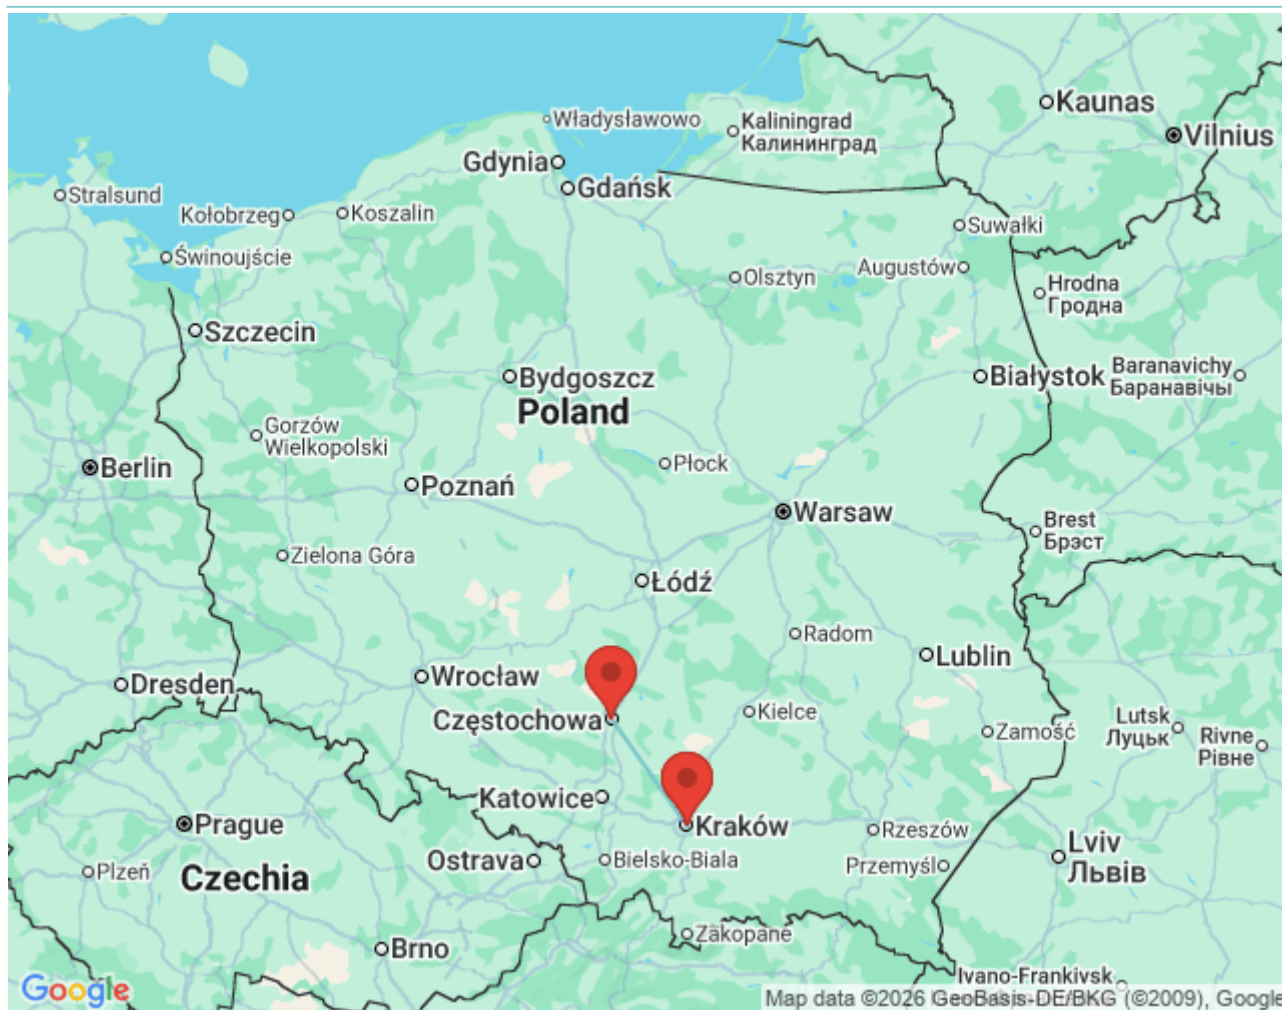 Władysławowo
Kaliningrad
Калининград
Kaunas
Vilnius
Gdynia
Gdańsk
Stralsund
Kołobrzeg
Koszalin
Suwałki
Świnoujście
Olsztyn
Augustów
Hrodna
Гродна
Szczecin
Bydgoszcz
Białystok
Baranavichy
Баранавічы
Poland
Gorzów
Wielkopolski
Berlin
Płock
Poznań
Warsaw
Brest
Брэст
Zielona Góra
Łódź
Radom
Lublin
Dresden
Wrocław
Częstochowa
Kielce
Zamość
Lutsk
Луцьк
Rivne
Рівне
Katowice
Prague
Kraków
Rzeszów
Lviv
Львів
Plzeň
Czechia
Ostrava
Bielsko-Biala
Przemyśl
Zakopane
Brno
Ivano-Frankivsk
Google
Map data ©2026 GeoBasis-DE/BKG (©2009), Google